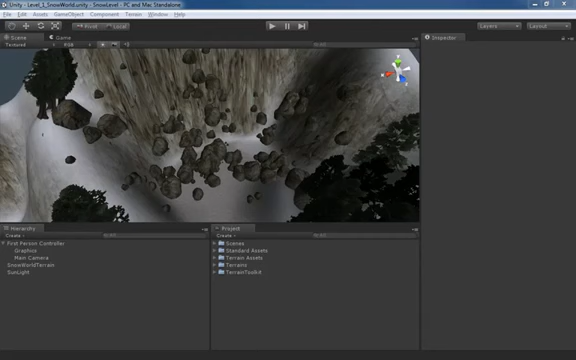 Unity - Level_1_SnowWorld.unity - SnowLevel - PC and Mac Standalone
File Edit Assets GameObject Component Terrain Window Help
Pivot Local Layers Layout
Scene Game Inspector
Textured RGB
Hierarchy Project
Create Create
First Person Controller
Graphics
Main Camera
SnowWorldTerrain
SunLight
Scenes
Standard Assets
Terrain Assets
Terrains
TerrainToolkit